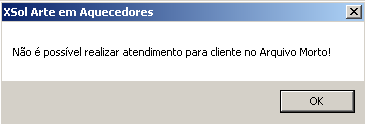 XSol Arte em Aquecedores
Não é possível realizar atendimento para cliente no Arquivo Morto!
OK